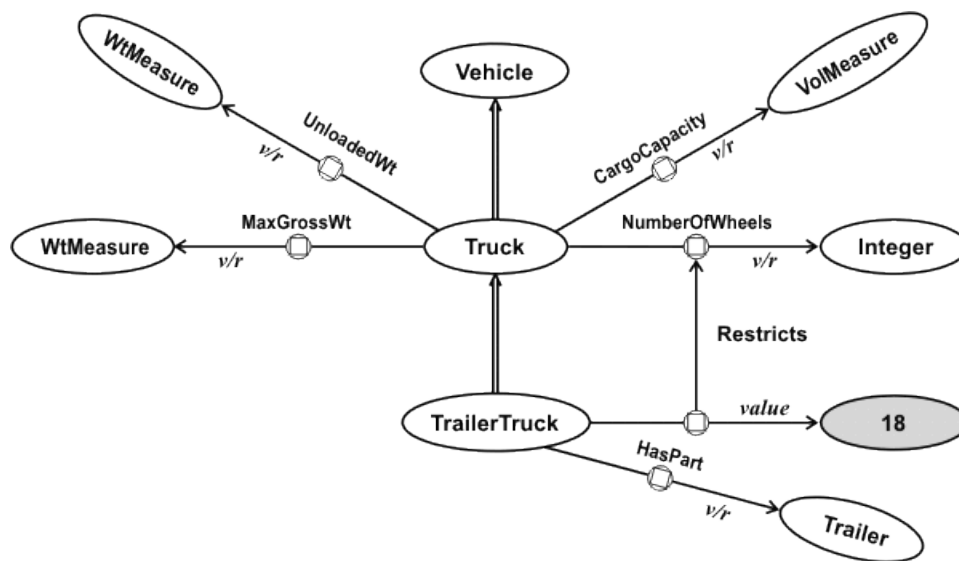 WtMeasure
Vehicle
VolMeasure
UnloadedWt
v/r
CargoCapacity
v/r
WtMeasure
MaxGrossWt
v/r
Truck
NumberOfWheels
v/r
Integer
Restricts
TrailerTruck
value
18
HasPart
v/r
Trailer